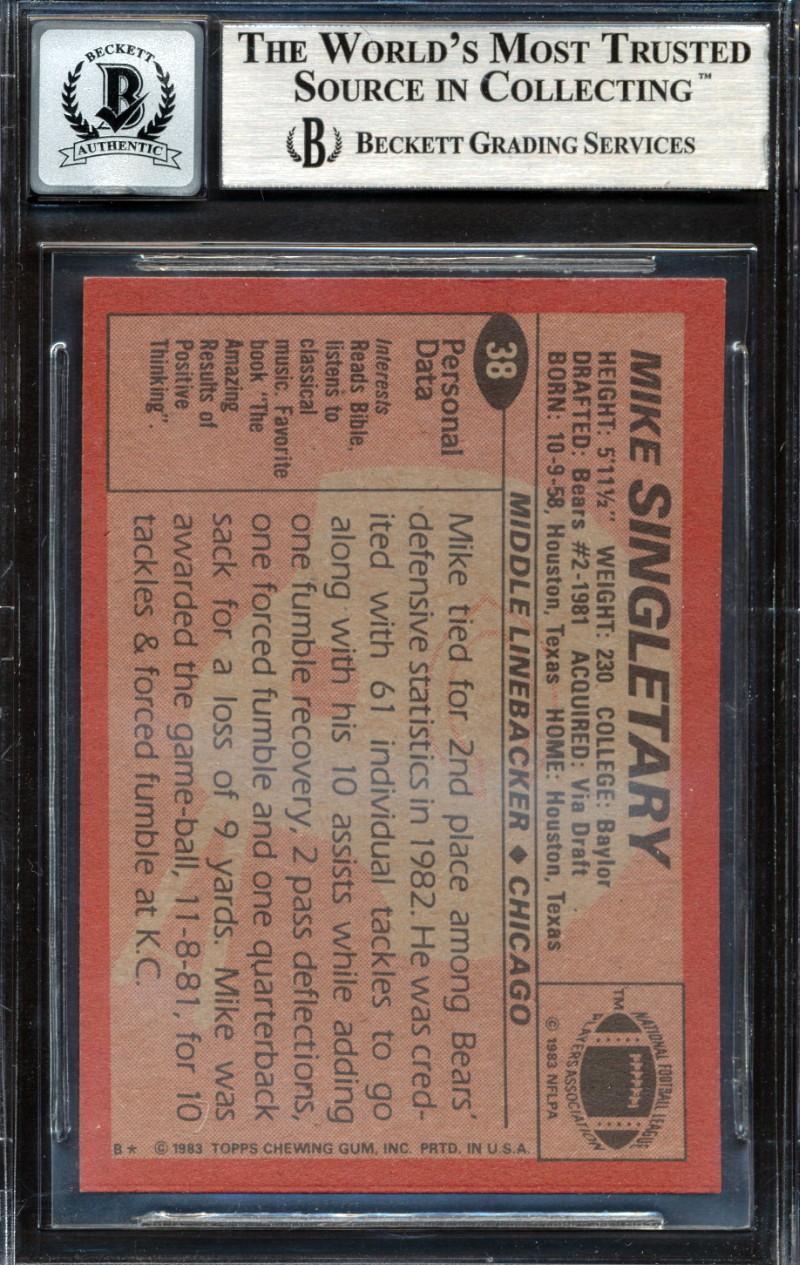 BECKETT
B
AUTHENTIC
THE WORLD'S MOST TRUSTED
SOURCE IN COLLECTING™
B BECKETT GRADING SERVICES
MIKE SINGLETARY
HEIGHT: 5'11½" WEIGHT: 230 COLLEGE: Baylor
DRAFTED: Bears #2-1981 ACQUIRED: Via Draft
BORN: 10-9-58, Houston, Texas HOME: Houston, Texas
NATIONAL FOOTBALL LEAGUE
PLAYERS ASSOCIATION
TM
© 1983 NFLPA
38
MIDDLE LINEBACKER ◆ CHICAGO
Personal
Data
Interests
Reads Bible,
listens to
classical
music. Favorite
book "The
Amazing
Results of
Positive
Thinking".
Mike tied for 2nd place among Bears'
defensive statistics in 1982. He was cred-
ited with 61 individual tackles to go
along with his 10 assists while adding
one fumble recovery, 2 pass deflections,
one forced fumble and one quarterback
sack for a loss of 9 yards. Mike was
awarded the game-ball, 11-8-81, for 10
tackles & forced fumble at K.C.
B* © 1983 TOPPS CHEWING GUM, INC. PRTD. IN U.S.A.